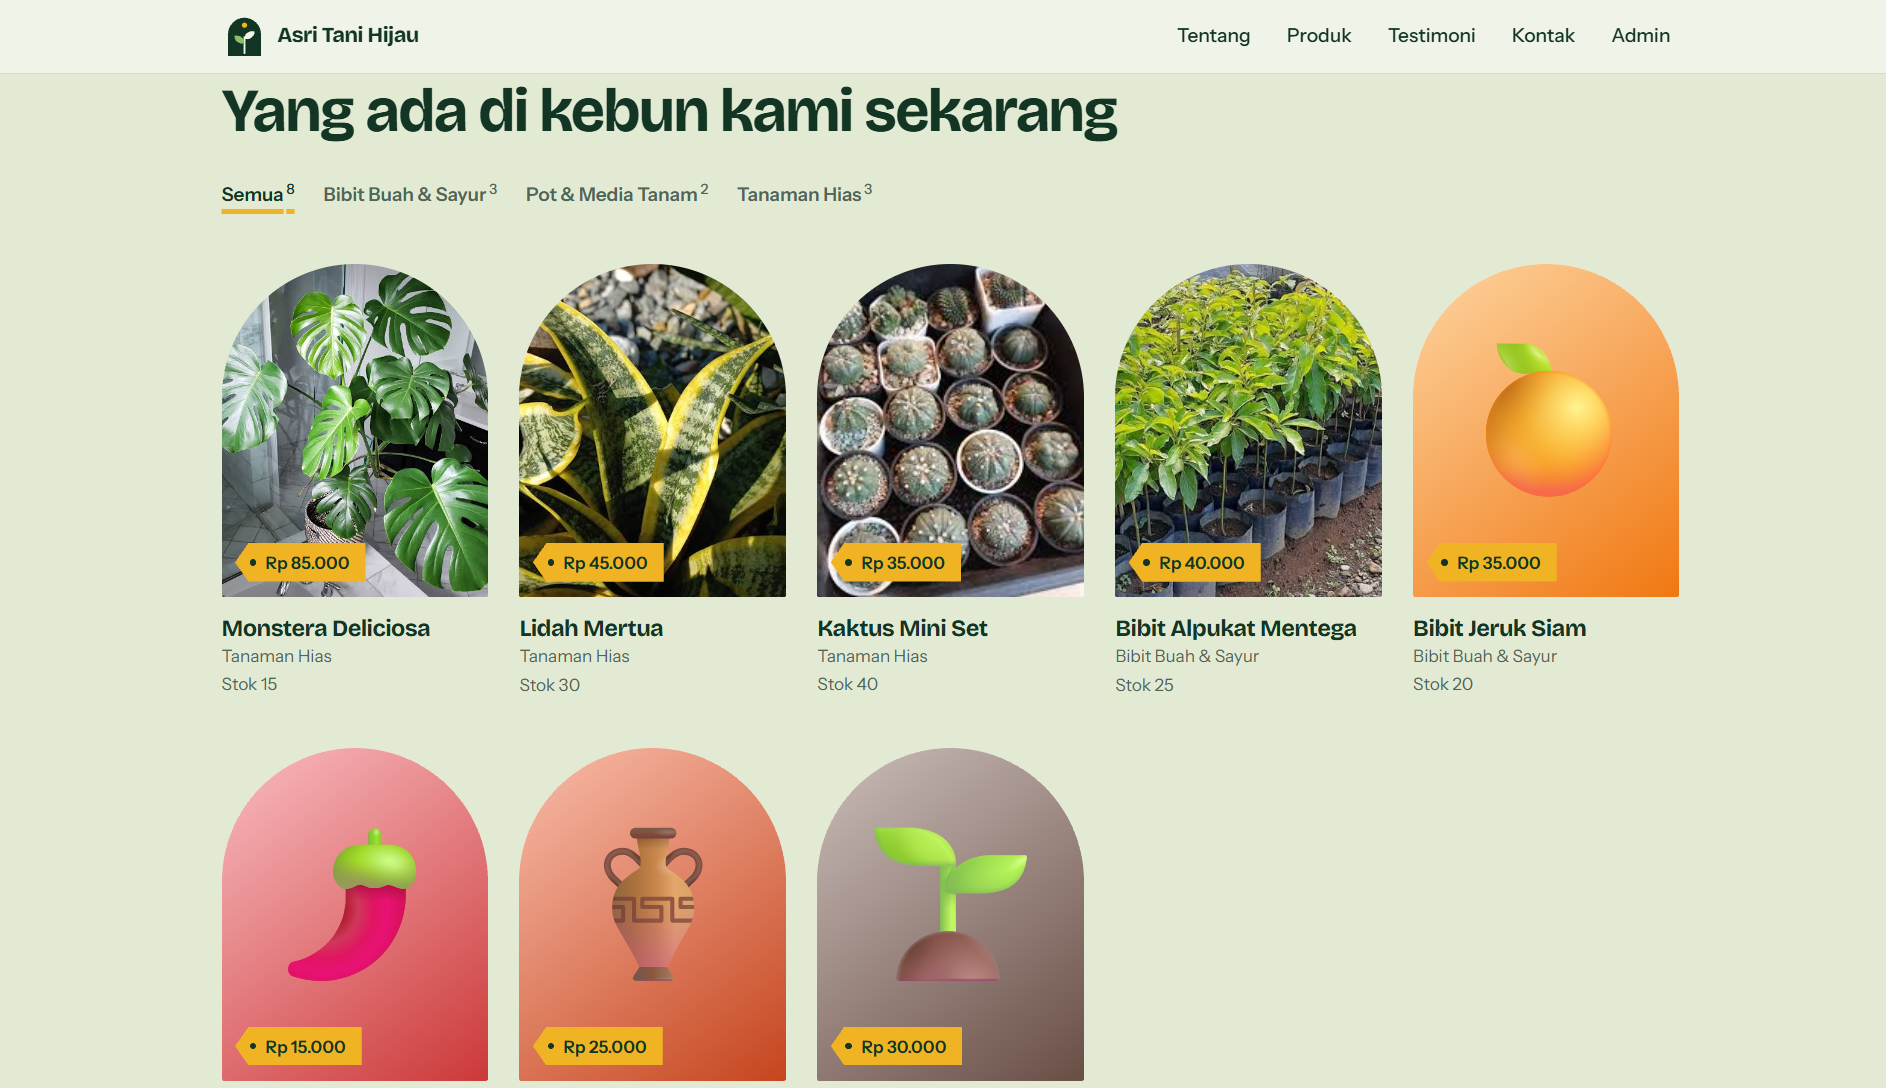 Asri Tani Hijau
Tentang Produk Testimoni Kontak Admin
Yang ada di kebun kami sekarang
Semua 8 Bibit Buah & Sayur 3 Pot & Media Tanam 2 Tanaman Hias 3
Rp 85.000
Rp 45.000
Rp 35.000
Rp 40.000
Rp 35.000
Monstera Deliciosa
Tanaman Hias
Stok 15
Lidah Mertua
Tanaman Hias
Stok 30
Kaktus Mini Set
Tanaman Hias
Stok 40
Bibit Alpukat Mentega
Bibit Buah & Sayur
Stok 25
Bibit Jeruk Siam
Bibit Buah & Sayur
Stok 20
Rp 15.000
Rp 25.000
Rp 30.000